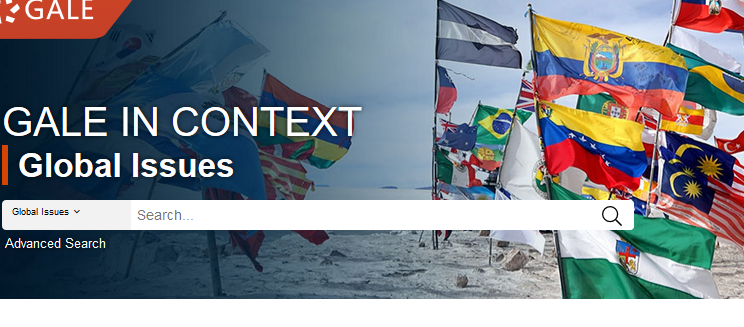 GALE
GALE IN CONTEXT
Global Issues
Global Issues
Search...
Advanced Search